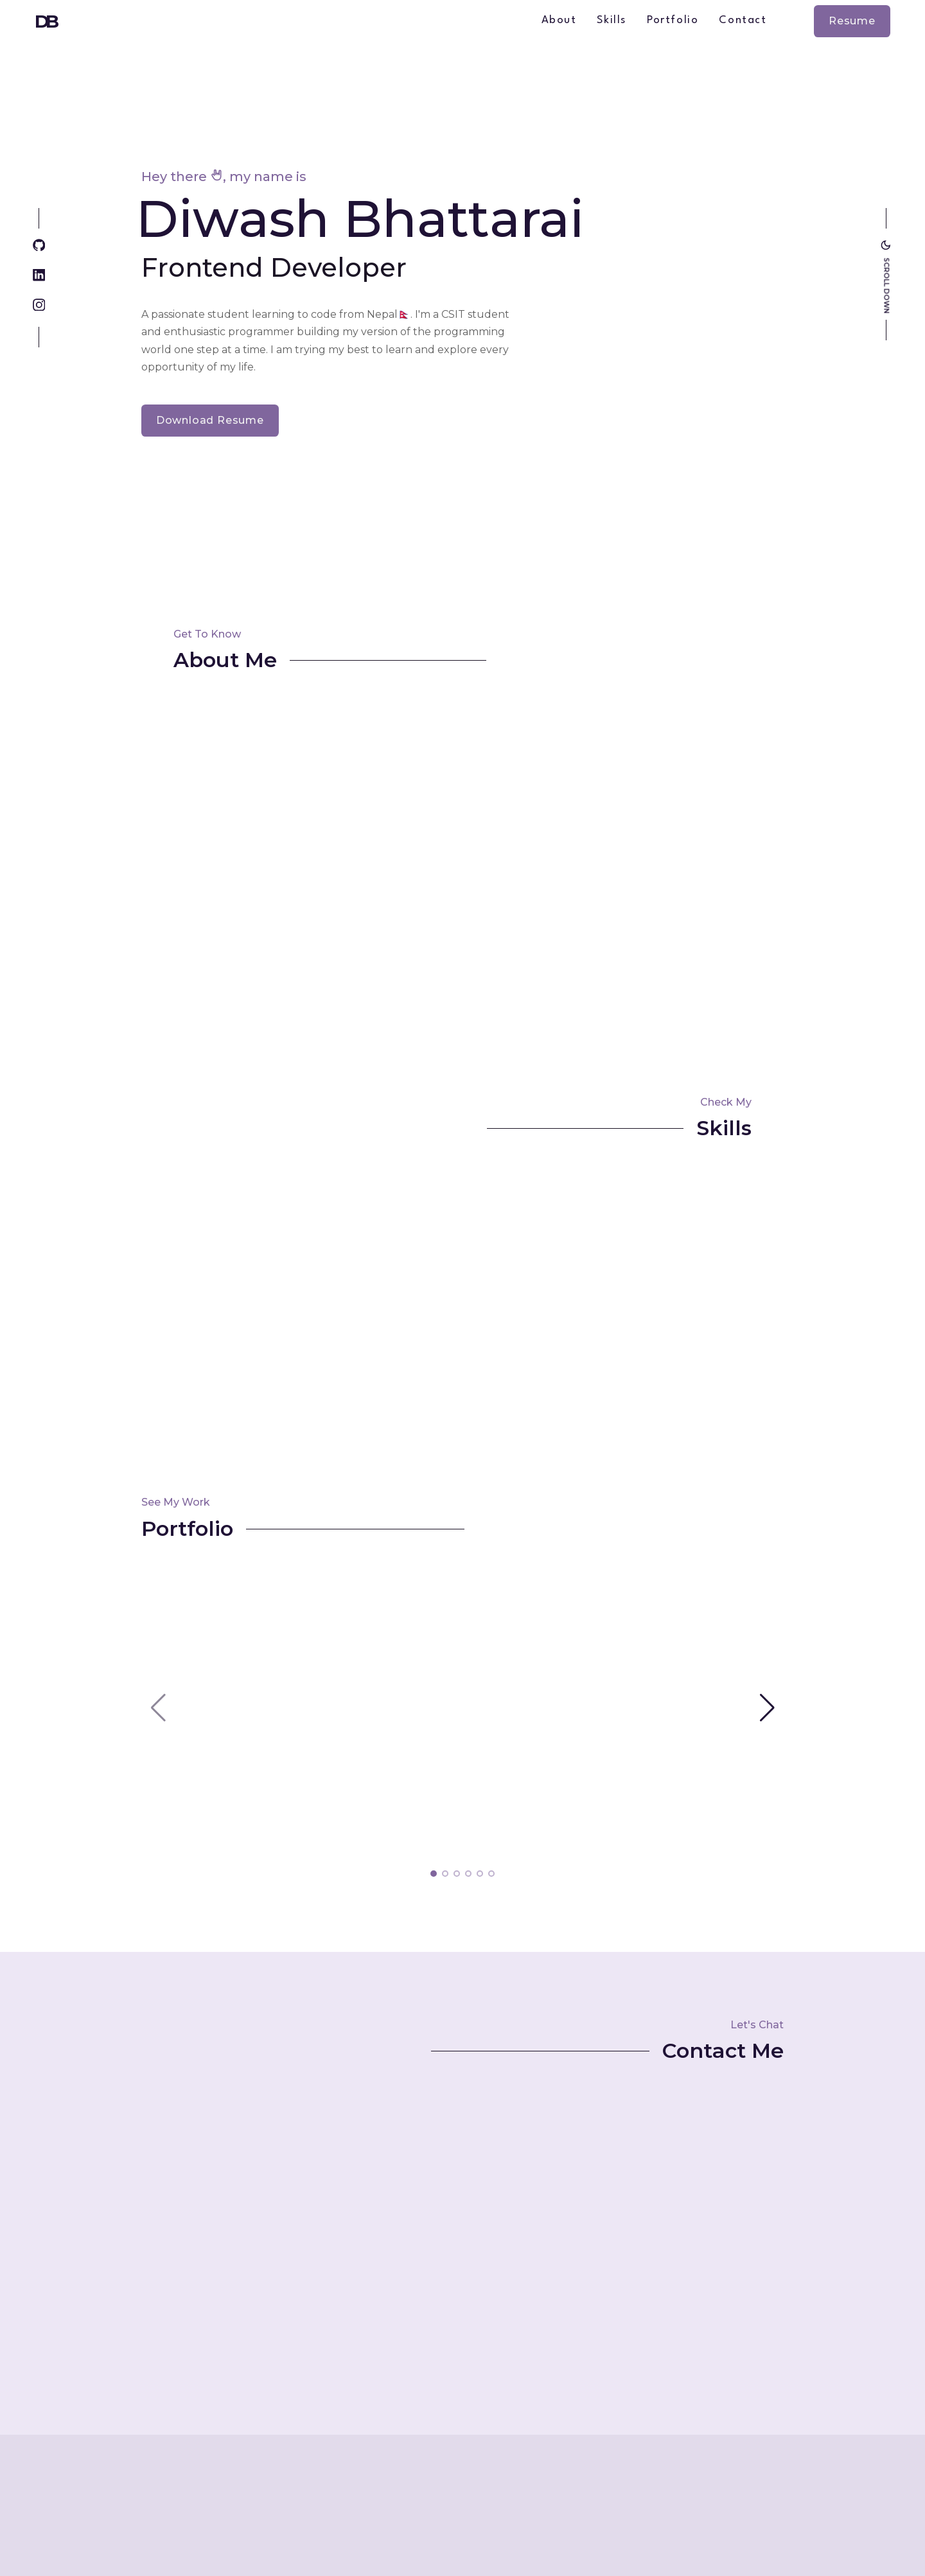 DB
About Skills Portfolio Contact Resume
Hey there ✌, my name is
Diwash Bhattarai
Frontend Developer
A passionate student learning to code from Nepal🇳🇵. I'm a CSIT student
and enthusiastic programmer building my version of the programming
world one step at a time. I am trying my best to learn and explore every
opportunity of my life.
Download Resume
SCROLL DOWN
Get To Know
About Me
Check My
Skills
See My Work
Portfolio
Let's Chat
Contact Me